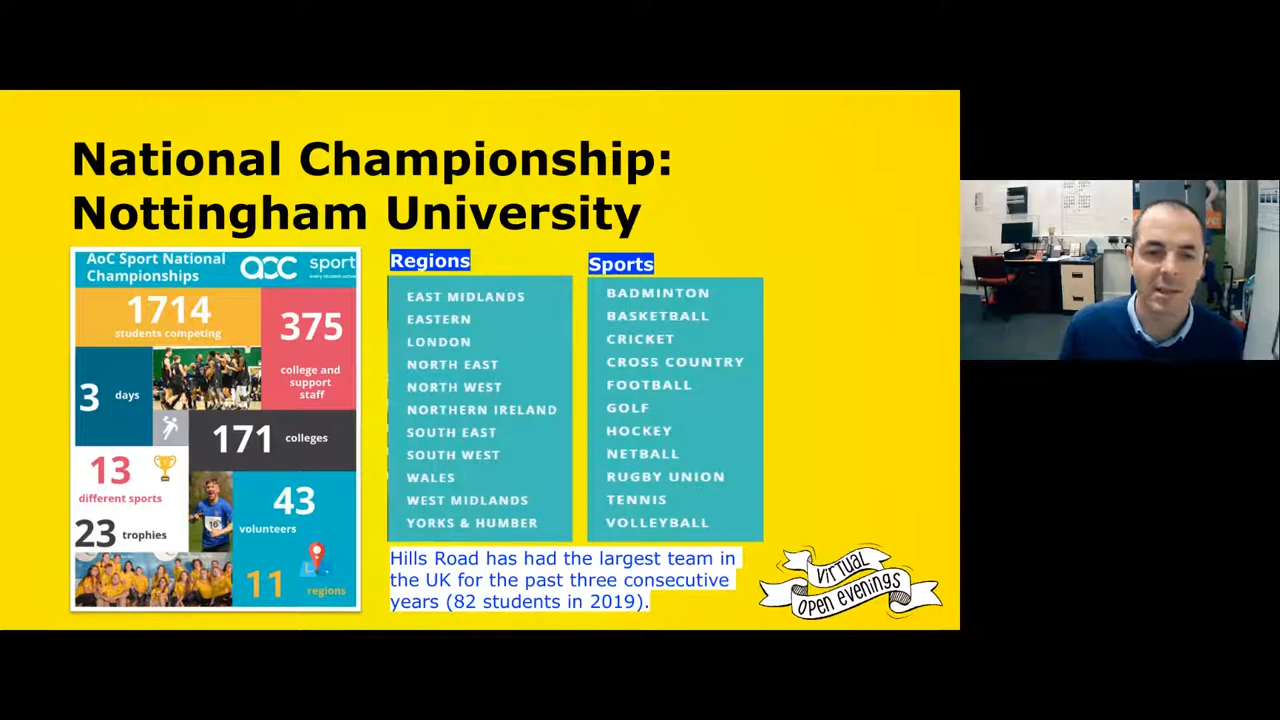 National Championship:
Nottingham University
AoC Sport National
Championships
aoc
sport
1714
students competing
375
college and
support
staff
3 days
171 colleges
13
different sports
23 trophies
16
43
volunteers
11 regions
Regions
EAST MIDLANDS
EASTERN
LONDON
NORTH EAST
NORTH WEST
NORTHERN IRELAND
SOUTH EAST
SOUTH WEST
WALES
WEST MIDLANDS
YORKS & HUMBER
Sports
BADMINTON
BASKETBALL
CRICKET
CROSS COUNTRY
FOOTBALL
GOLF
HOCKEY
NETBALL
RUGBY UNION
TENNIS
VOLLEYBALL
Hills Road has had the largest team in
the UK for the past three consecutive
years (82 students in 2019).
Virtual
Open evenings